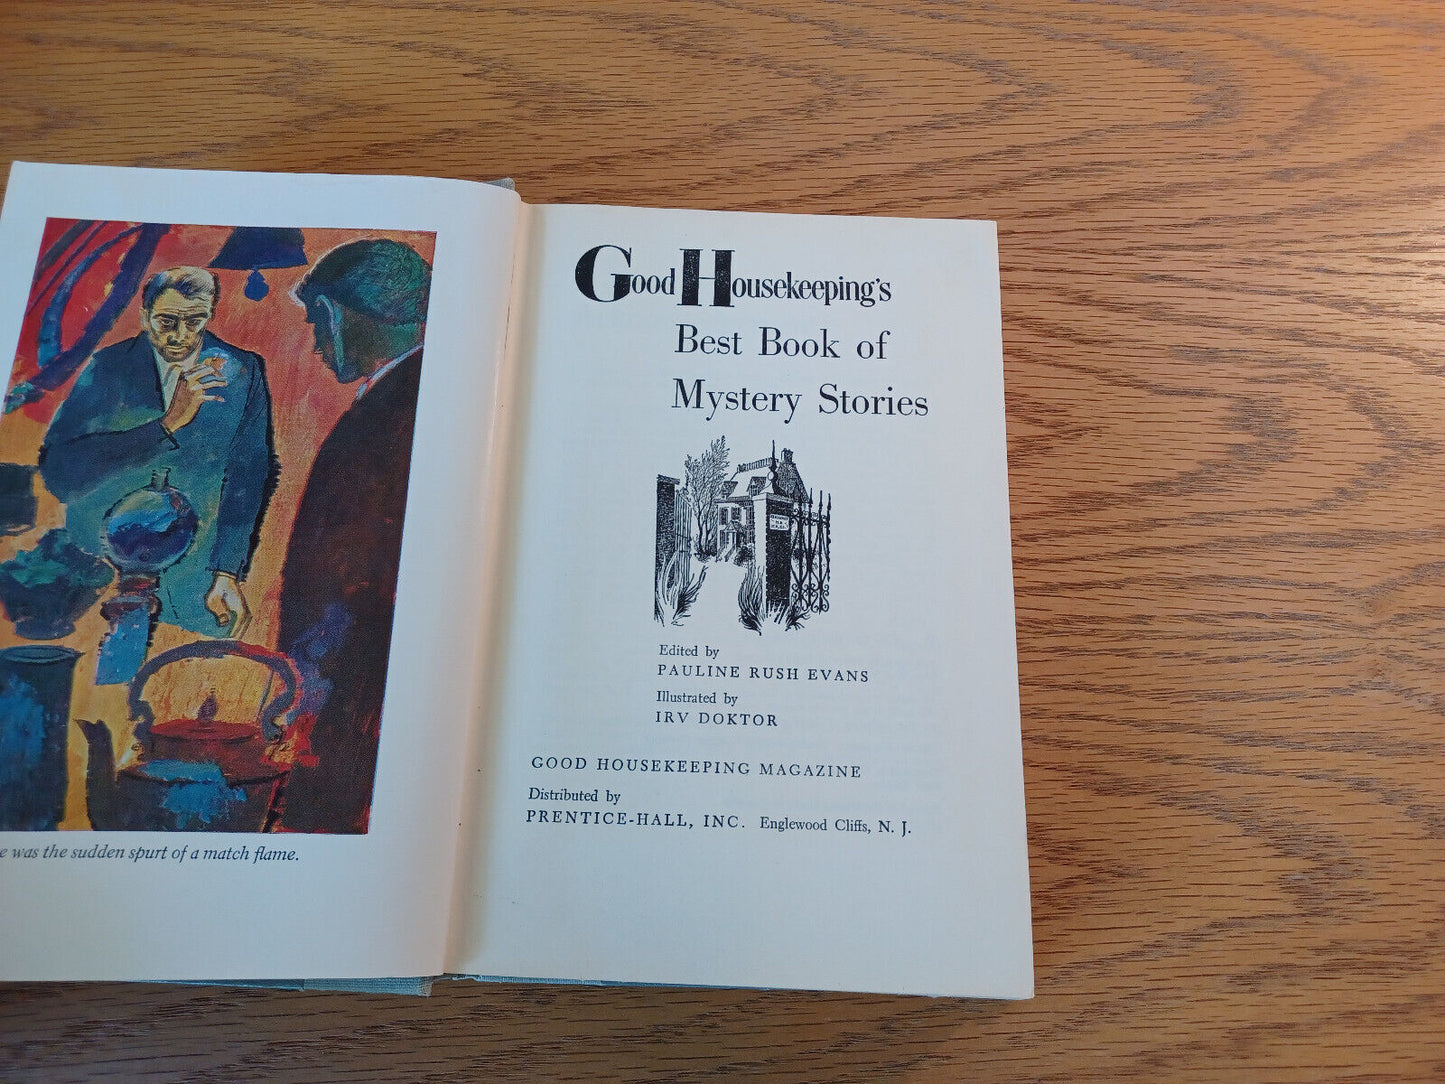 e was the sudden spurt of a match flame.
Good Housekeeping's
Best Book of
Mystery Stories
Edited by
PAULINE RUSH EVANS
Illustrated by
IRV DOKTOR
GOOD HOUSEKEEPING MAGAZINE
Distributed by
PRENTICE-HALL, INC. Englewood Cliffs, N. J.